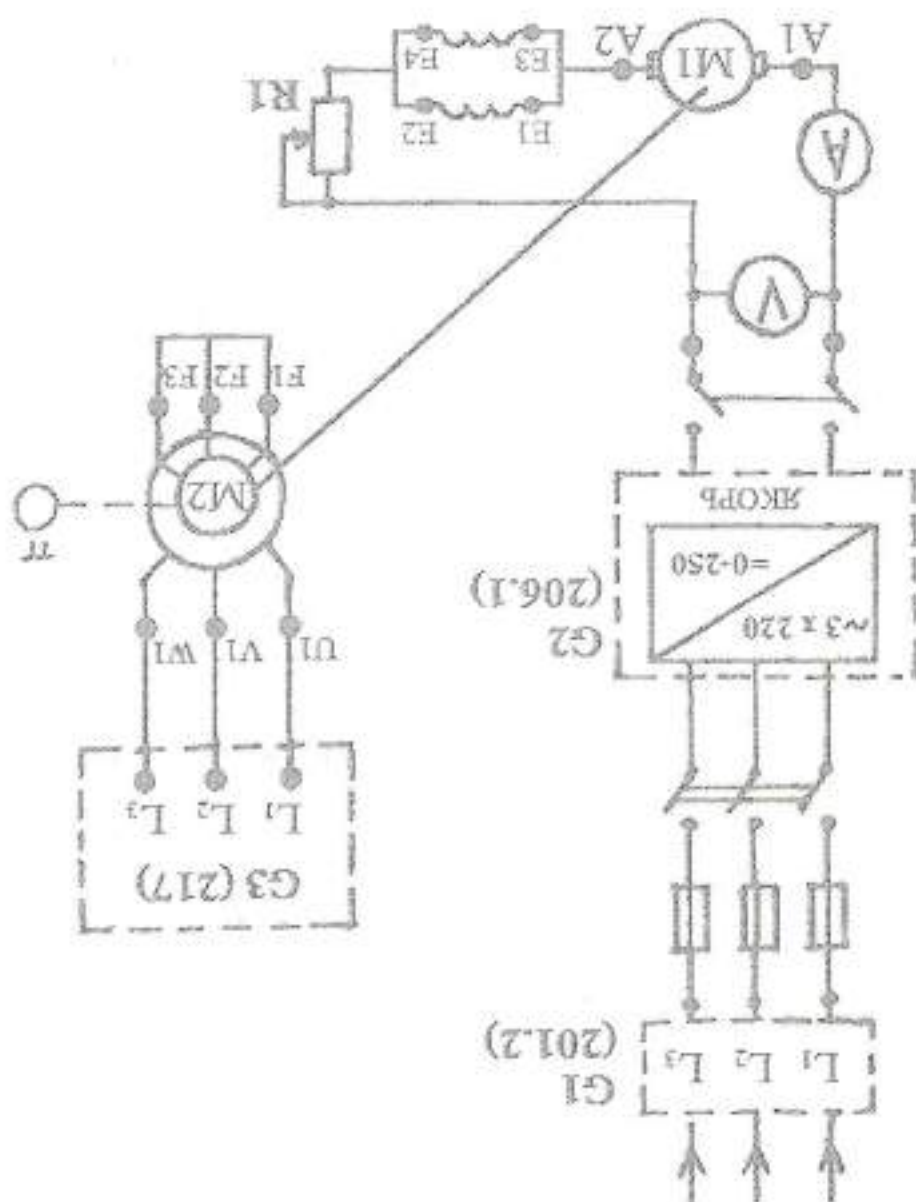 G1
(201.2)
L1 L2 L3
G2
(206.1)
~3 x 220
=0-250
ЯКОРЬ
V
A
A1
M1
A2
E1 E2
E3 E4
R1
G3 (217)
L1 L2 L3
U1 V1 W1
M2
ТГ
F1 F2 F3